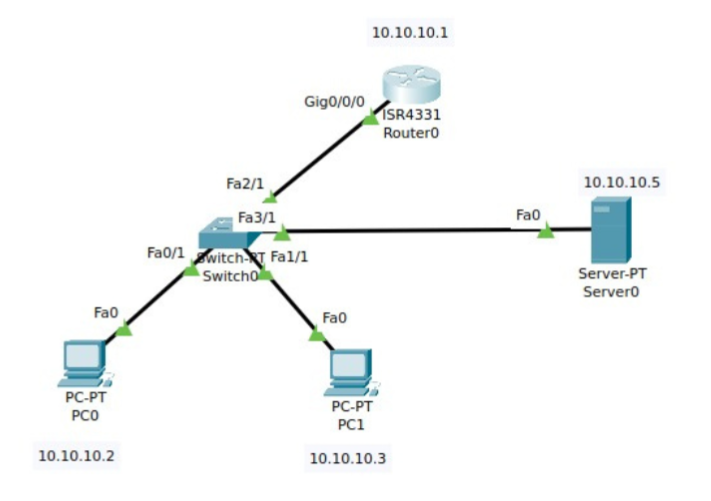 10.10.10.1
Gig0/0/0
ISR4331
Router0
Fa2/1
10.10.10.5
Fa3/1
Fa0
Fa0/1
Switch-PT
Fa1/1
Switch0
Server-PT
Server0
Fa0
Fa0
PC-PT
PC0
PC-PT
PC1
10.10.10.2
10.10.10.3